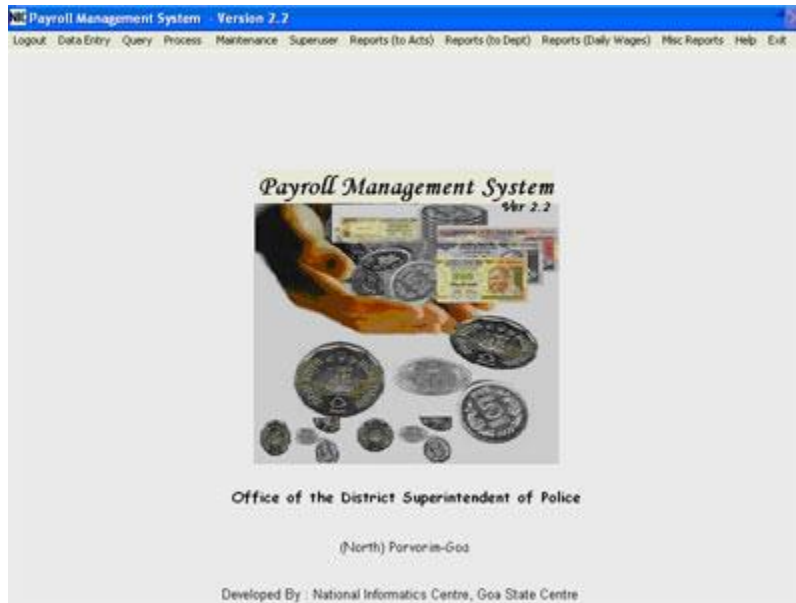 NIC Payroll Management System - Version 2.2
Logout Data Entry Query Process Maintenance Superuser Reports (to Acts) Reports (to Dept) Reports (Daily Wages) Misc Reports Help Exit
Payroll Management System
Ver 2.2
Office of the District Superintendent of Police
(North) Porvorim-Goa
Developed By : National Informatics Centre, Goa State Centre